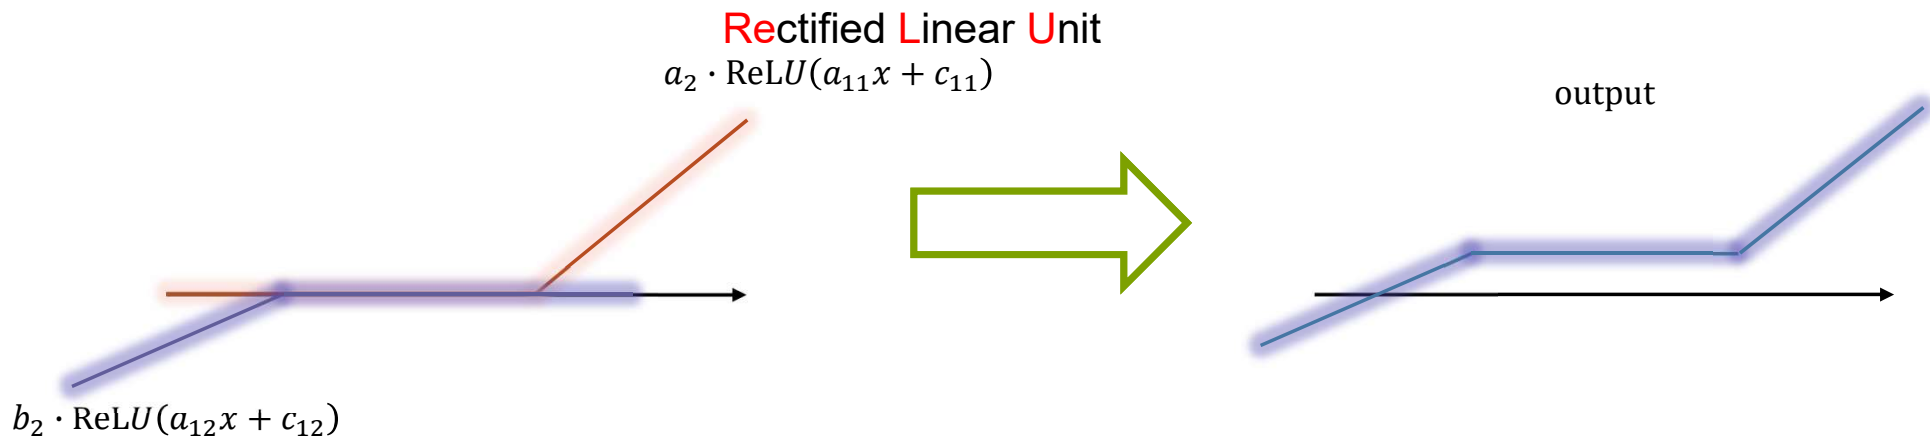 Rectified Linear Unit
a₂ · ReLU(a₁₁x + c₁₁)
output
b₂ · ReLU(a₁₂x + c₁₂)